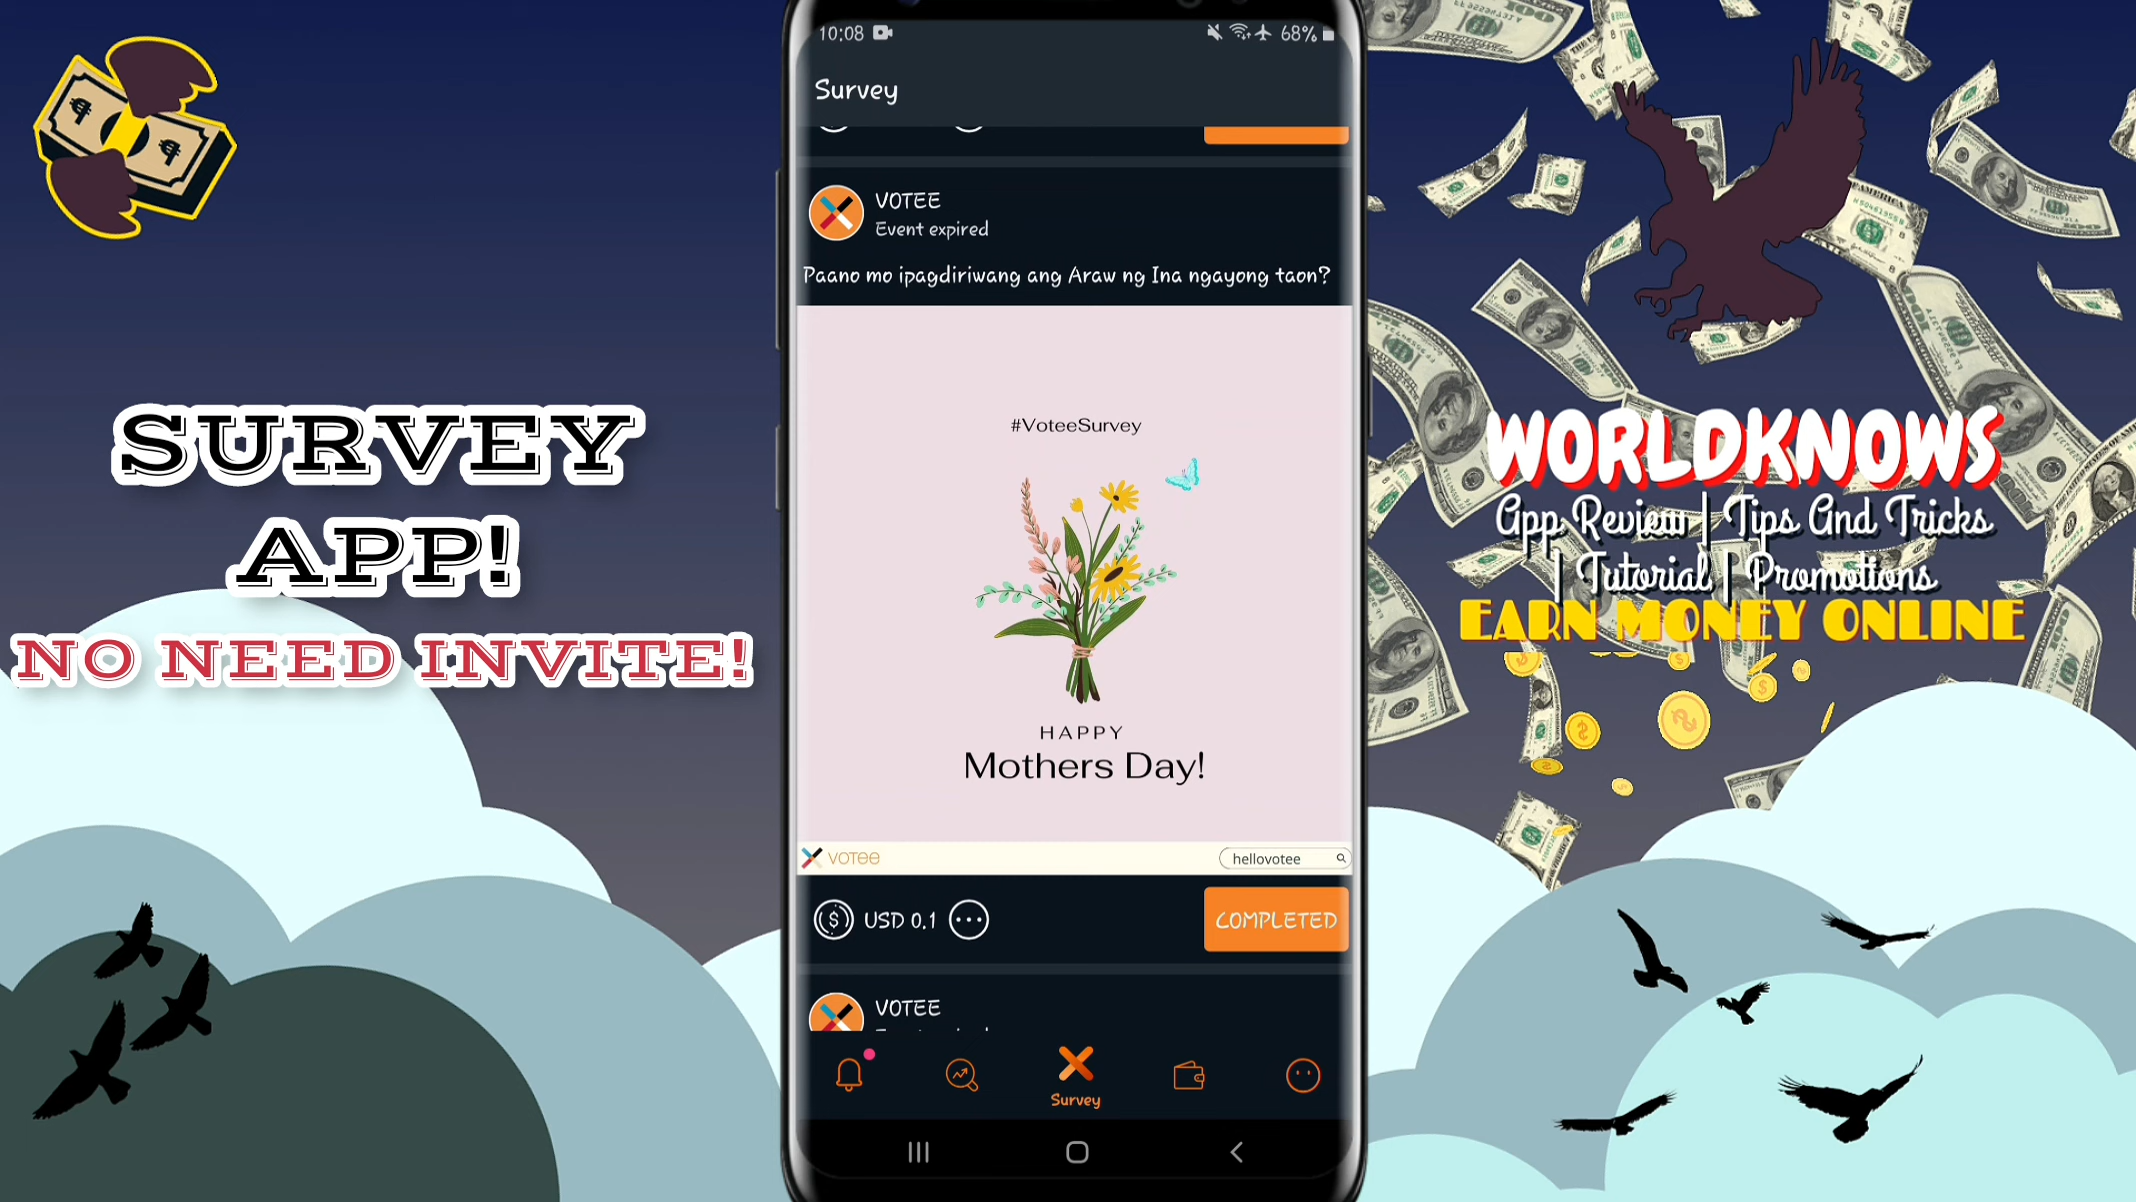 10:08
68%
Survey
VOTEE
Event expired
Paano mo ipagdiriwang ang Araw ng Ina ngayong taon?
#VoteeSurvey
HAPPY
Mothers Day!
VOTEE
hellovotee
USD 0.1
COMPLETED
VOTEE
Survey
SURVEY
APP!
NO NEED INVITE!
WORLDKNOWS
App Review | Tips And Tricks
| Tutorial | Promotions
EARN MONEY ONLINE